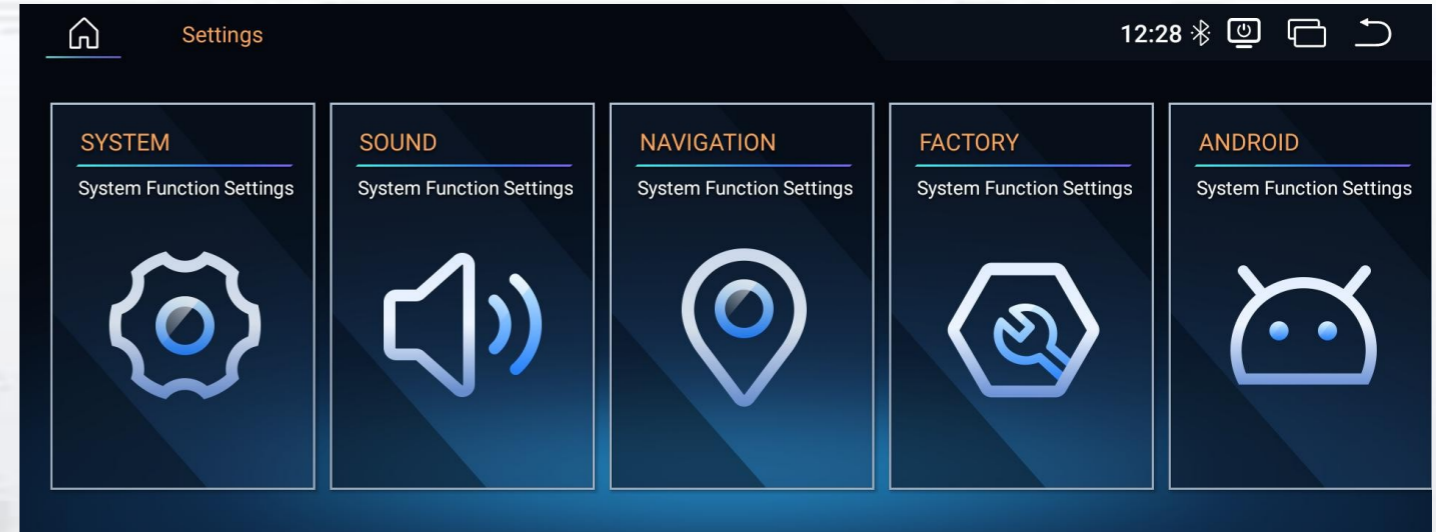 Settings
12:28
SYSTEM
System Function Settings
SOUND
System Function Settings
NAVIGATION
System Function Settings
FACTORY
System Function Settings
ANDROID
System Function Settings